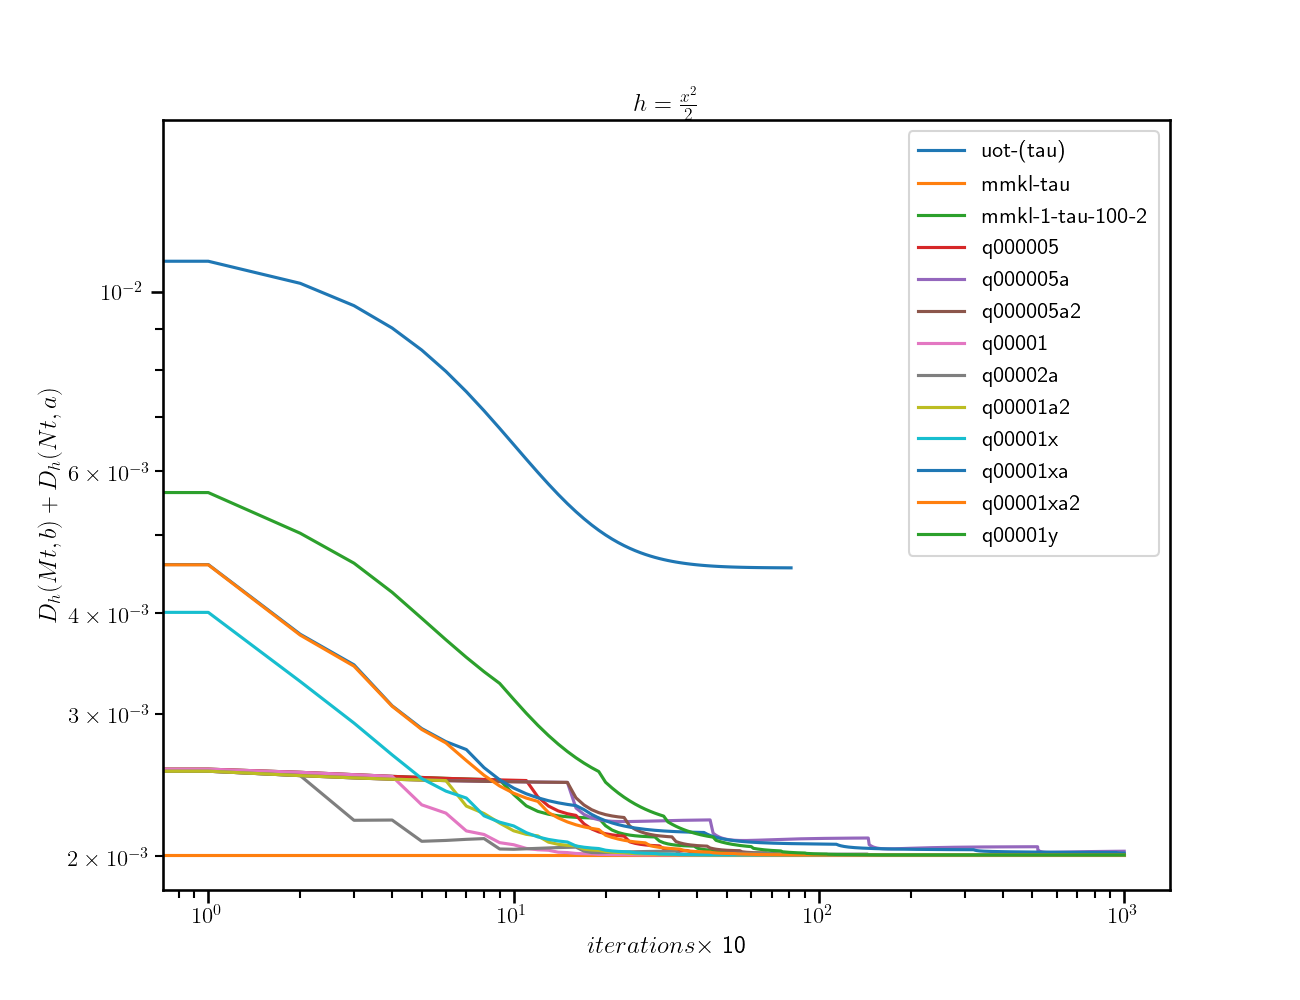 h = x²/2
10⁻²
6 × 10⁻³
4 × 10⁻³
3 × 10⁻³
2 × 10⁻³
D_h(Mt, b) + D_h(Nt, a)
uot-(tau)
mmkl-tau
mmkl-1-tau-100-2
q000005
q000005a
q000005a2
q00001
q00002a
q00001a2
q00001x
q00001xa
q00001xa2
q00001y
10⁰ 10¹ 10² 10³
iterations× 10